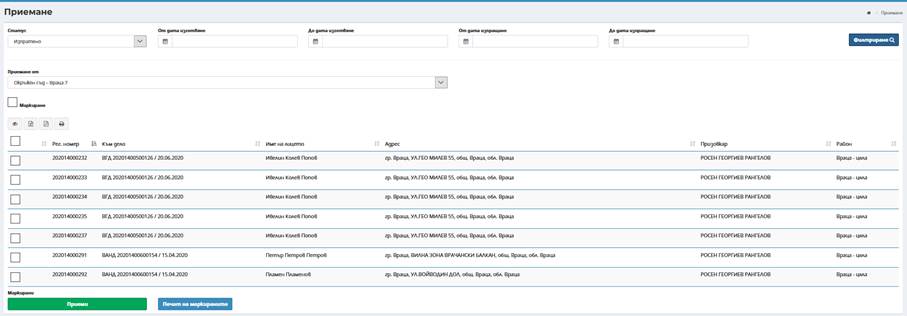 Приемане
Приемане
Статус От дата изготвяне До дата изготвяне От дата изпращане До дата изпращане
Изпратено
Филтриране
Приемане от
Окръжен съд - Враца 7
Маркиране
Рег. номер Към дело Име на лицето Адрес Призовкар Район
202014000232 ВГД 20201400500126 / 20.06.2020 Ивелин Колев Попов гр. Враца, УЛ.ГЕО МИЛЕВ 55, общ. Враца, обл. Враца РОСЕН ГЕОРГИЕВ РАНГЕЛОВ Враца - цяла
202014000233 ВГД 20201400500126 / 20.06.2020 Ивелин Колев Попов гр. Враца, УЛ.ГЕО МИЛЕВ 55, общ. Враца, обл. Враца РОСЕН ГЕОРГИЕВ РАНГЕЛОВ Враца - цяла
202014000234 ВГД 20201400500126 / 20.06.2020 Ивелин Колев Попов гр. Враца, УЛ.ГЕО МИЛЕВ 55, общ. Враца, обл. Враца РОСЕН ГЕОРГИЕВ РАНГЕЛОВ Враца - цяла
202014000235 ВГД 20201400500126 / 20.06.2020 Ивелин Колев Попов гр. Враца, УЛ.ГЕО МИЛЕВ 55, общ. Враца, обл. Враца РОСЕН ГЕОРГИЕВ РАНГЕЛОВ Враца - цяла
202014000237 ВГД 20201400500126 / 20.06.2020 Ивелин Колев Попов гр. Враца, УЛ.ГЕО МИЛЕВ 55, общ. Враца, обл. Враца РОСЕН ГЕОРГИЕВ РАНГЕЛОВ Враца - цяла
202014000291 ВАНД 20201400600154 / 15.04.2020 Петър Петров Петров гр. Враца, ВИЛНА ЗОНА ВРАЧАНСКИ БАЛКАН, общ. Враца, обл. Враца РОСЕН ГЕОРГИЕВ РАНГЕЛОВ Враца - цяла
202014000292 ВАНД 20201400600154 / 15.04.2020 Пламен Пламенов гр. Враца, УЛ.ВОЙВОДИН ДОЛ, общ. Враца, обл. Враца РОСЕН ГЕОРГИЕВ РАНГЕЛОВ Враца - цяла
Маркирани
Приеми Печат на маркираните